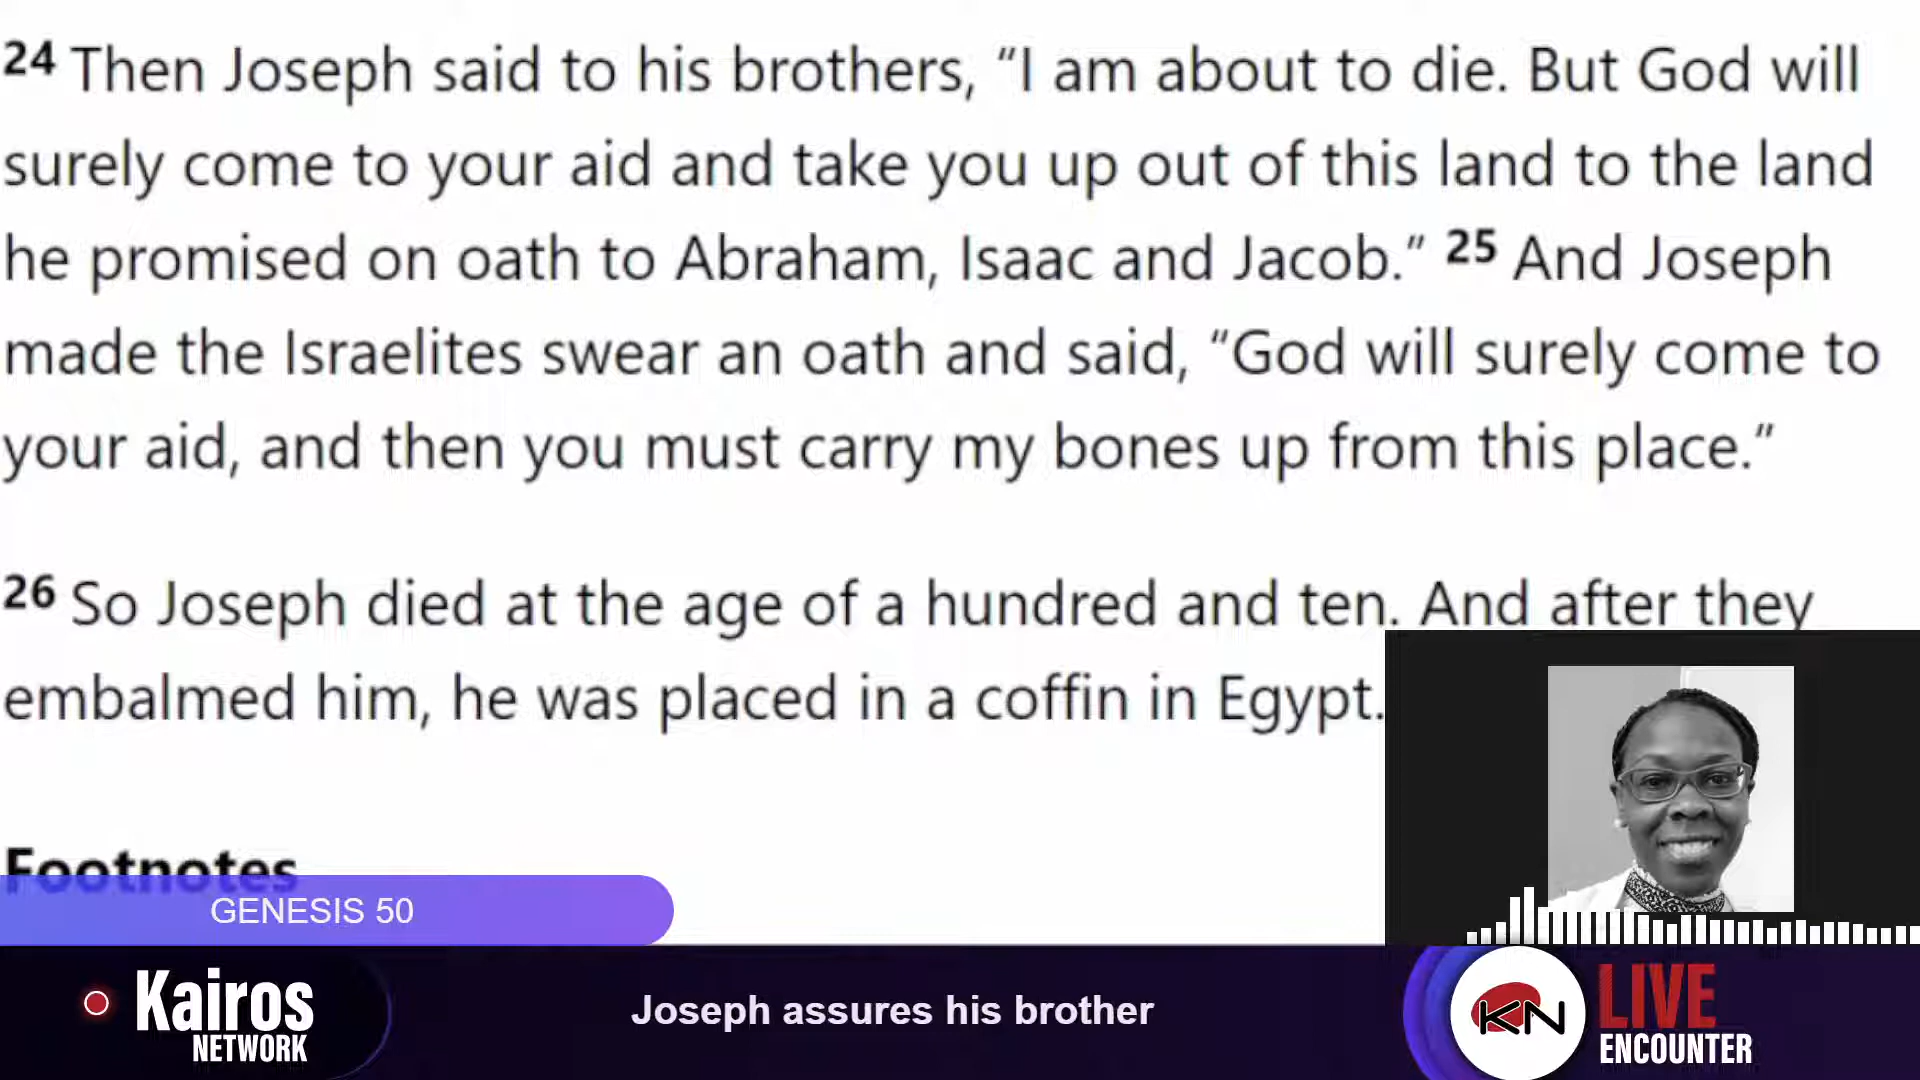 24 Then Joseph said to his brothers, “I am about to die. But God will
surely come to your aid and take you up out of this land to the land
he promised on oath to Abraham, Isaac and Jacob.” 25 And Joseph
made the Israelites swear an oath and said, “God will surely come to
your aid, and then you must carry my bones up from this place.”
26 So Joseph died at the age of a hundred and ten. And after they
embalmed him, he was placed in a coffin in Egypt.
Footnotes
GENESIS 50
Kairos
NETWORK
Joseph assures his brother
KN
LIVE
ENCOUNTER